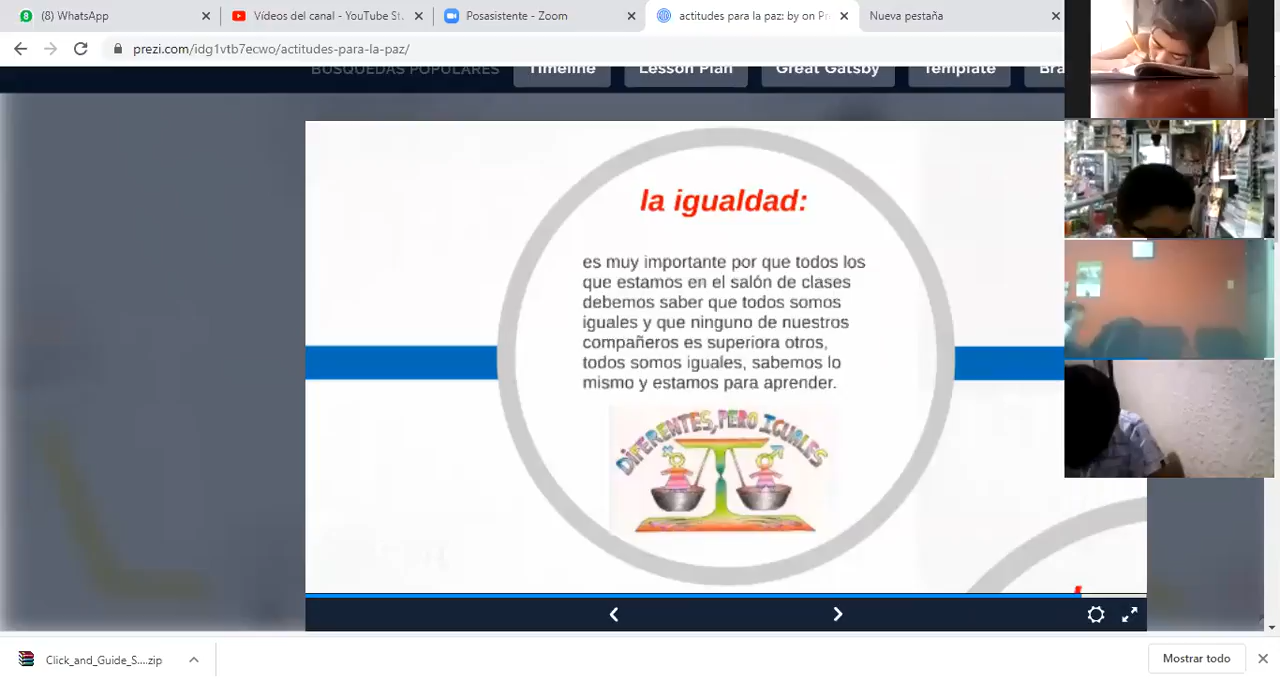 (8) WhatsApp
Vídeos del canal - YouTube St
Posasistente - Zoom
actitudes para la paz: by on Pr
Nueva pestaña
prezi.com/idg1vtb7ecwo/actitudes-para-la-paz/
BÚSQUEDAS POPULARES
Timeline
Lesson Plan
Great Gatsby
Template
Bra
la igualdad:
es muy importante por que todos los
que estamos en el salón de clases
debemos saber que todos somos
iguales y que ninguno de nuestros
compañeros es superiora otros,
todos somos iguales, sabemos lo
mismo y estamos para aprender.
DIFERENTES, PERO IGUALES
Click_and_Guide_S....zip
Mostrar todo